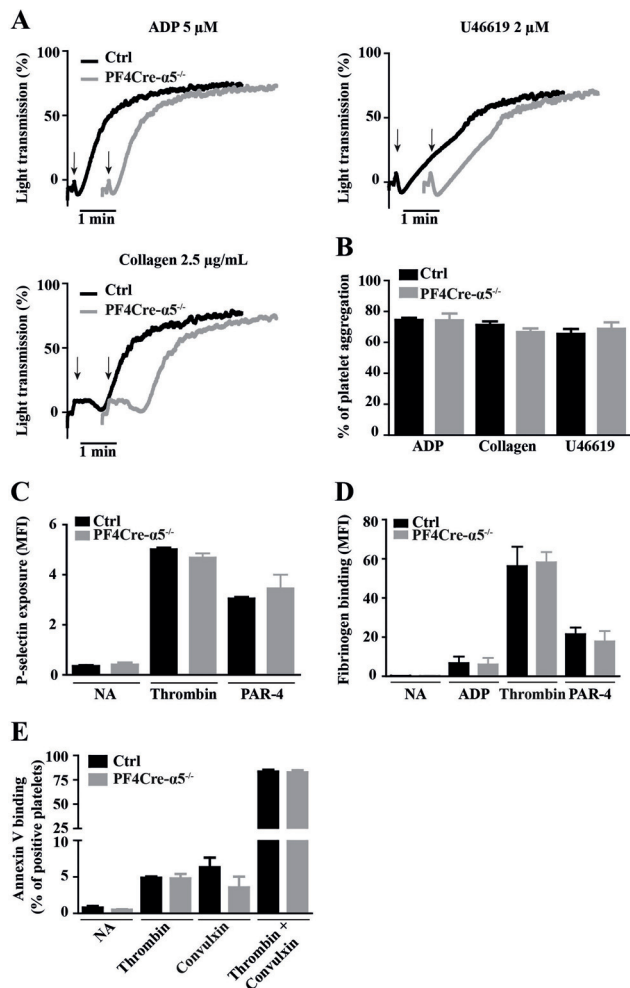 A
ADP 5 µM
Light transmission (%)
100
50
0
Ctrl
PF4Cre-α5-/-
1 min
U46619 2 µM
Light transmission (%)
100
50
0
Ctrl
PF4Cre-α5-/-
1 min
Collagen 2.5 µg/mL
Light transmission (%)
100
50
0
Ctrl
PF4Cre-α5-/-
1 min
B
% of platelet aggregation
100
80
60
40
20
0
Ctrl
PF4Cre-α5-/-
ADP Collagen U46619
C
P-selectin exposure (MFI)
6
4
2
0
Ctrl
PF4Cre-α5-/-
NA Thrombin PAR-4
D
Fibrinogen binding (MFI)
60
40
20
0
Ctrl
PF4Cre-α5-/-
NA ADP Thrombin PAR-4
E
Annexin V binding
(% of positive platelets)
100
75
50
25
10
5
0
Ctrl
PF4Cre-α5-/-
NA
Thrombin
Convulxin
Thrombin +
Convulxin